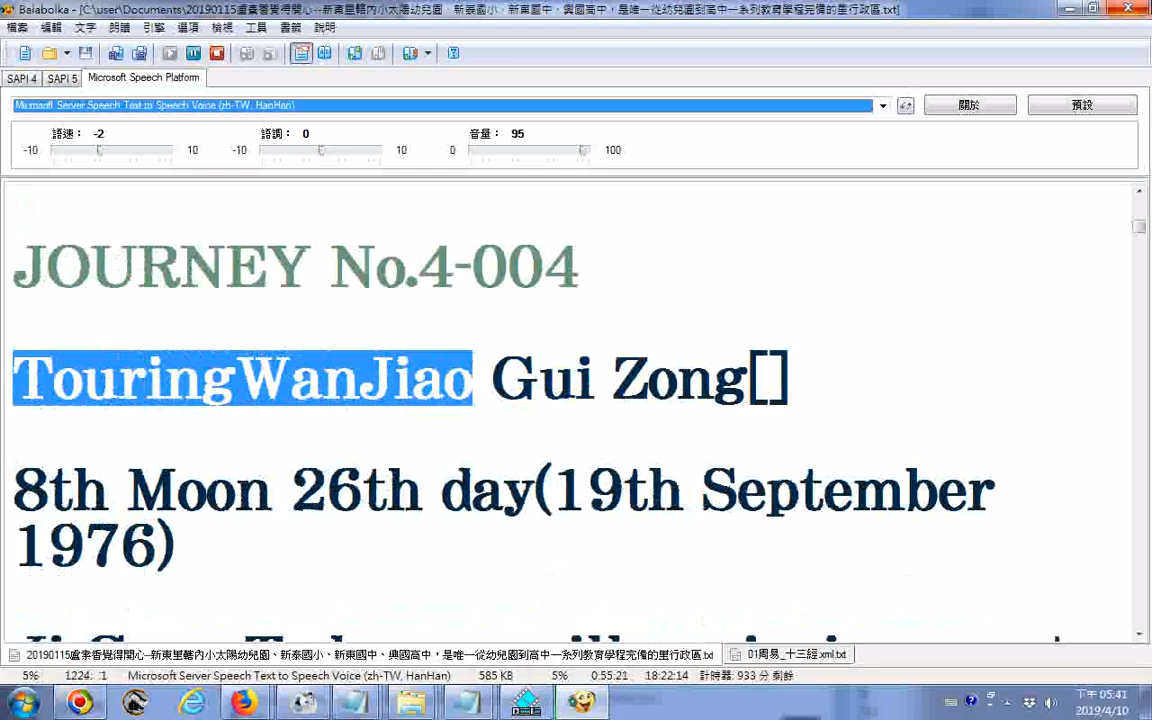 Balabolka - [C:\user\Documents\20190115盧素香覺得開心--新東里轄內小太陽幼兒園、新泰國小、新東國中、興國高中，是唯一從幼兒園到高中一系列教育學程完備的里行政區.txt]
檔案 編輯 文字 朗讀 引擎 選項 檢視 工具 書籤 說明
SAPI 4 SAPI 5 Microsoft Speech Platform
Microsoft Server Speech Text to Speech Voice (zh-TW, HanHan) 關於 預設
語速： -2 語調： 0 音量： 95
-10 10 -10 10 0 100
JOURNEY No.4-004
TouringWanJiao Gui Zong[]
8th Moon 26th day(19th September
1976)
20190115盧素香覺得開心--新東里轄內小太陽幼兒園、新泰國小、新東國中、興國高中，是唯一從幼兒園到高中一系列教育學程完備的里行政區.txt 01周易_十三經.xml.txt
5% 1224: :1 Microsoft Server Speech Text to Speech Voice (zh-TW, HanHan) 585 KB 5% 0:55:21 18:22:14 計時器: 933 分 剩餘
下午 05:41
2019/4/10